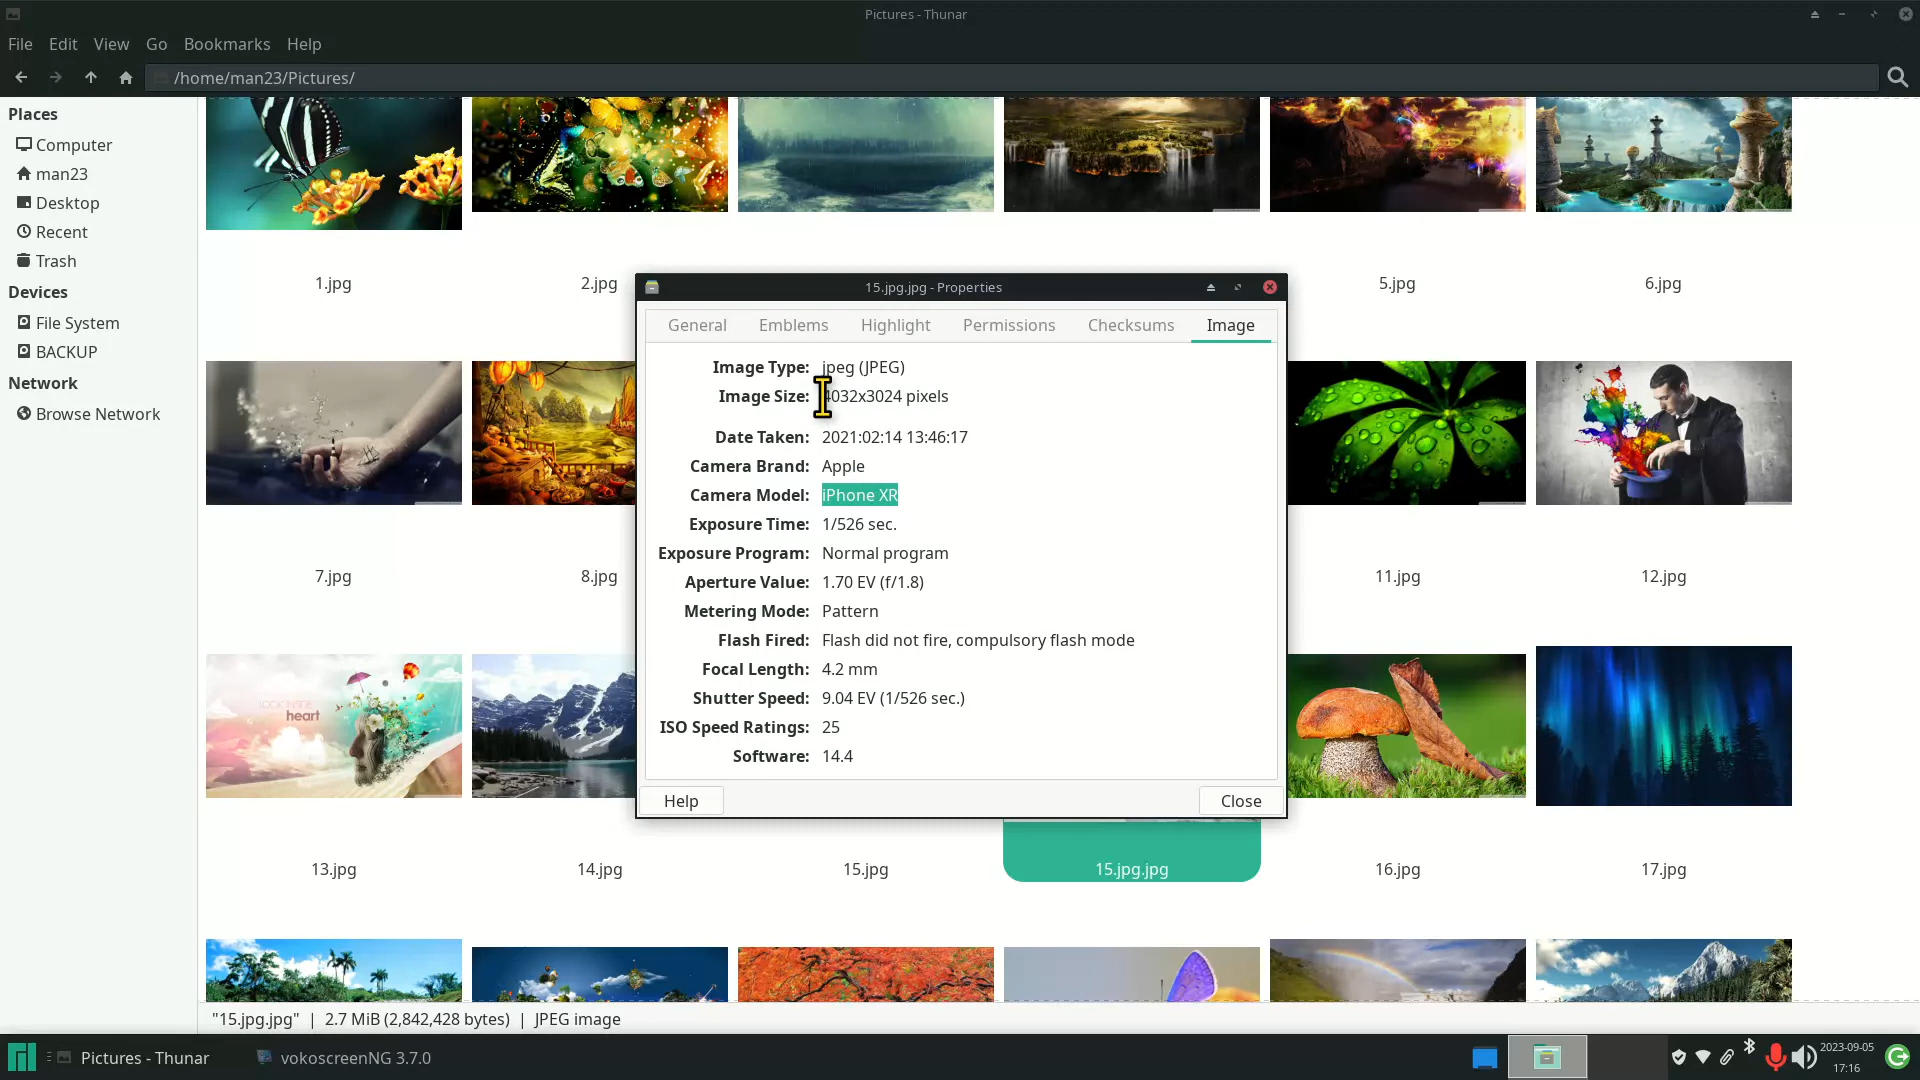 Pictures - Thunar
File Edit View Go Bookmarks Help
/home/man23/Pictures/
Places
Computer
man23
Desktop
Recent
Trash
Devices
File System
BACKUP
Network
Browse Network
1.jpg
2.jpg
5.jpg
6.jpg
7.jpg
8.jpg
11.jpg
12.jpg
heart
13.jpg
14.jpg
15.jpg
15.jpg.jpg
16.jpg
17.jpg
15.jpg.jpg - Properties
General Emblems Highlight Permissions Checksums Image
Image Type: jpeg (JPEG)
Image Size: 4032x3024 pixels
Date Taken: 2021:02:14 13:46:17
Camera Brand: Apple
Camera Model: iPhone XR
Exposure Time: 1/526 sec.
Exposure Program: Normal program
Aperture Value: 1.70 EV (f/1.8)
Metering Mode: Pattern
Flash Fired: Flash did not fire, compulsory flash mode
Focal Length: 4.2 mm
Shutter Speed: 9.04 EV (1/526 sec.)
ISO Speed Ratings: 25
Software: 14.4
Help Close
"15.jpg.jpg" | 2.7 MiB (2,842,428 bytes) | JPEG image
Pictures - Thunar vokoscreenNG 3.7.0
2023-09-05
17:16